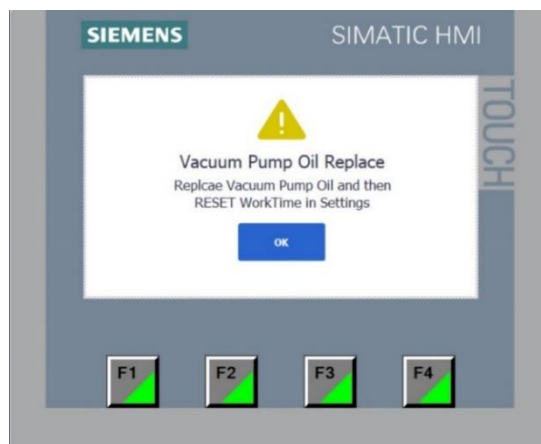 SIEMENS
SIMATIC HMI
TOUCH
Vacuum Pump Oil Replace
Replcae Vacuum Pump Oil and then
RESET WorkTime in Settings
OK
F1
F2
F3
F4